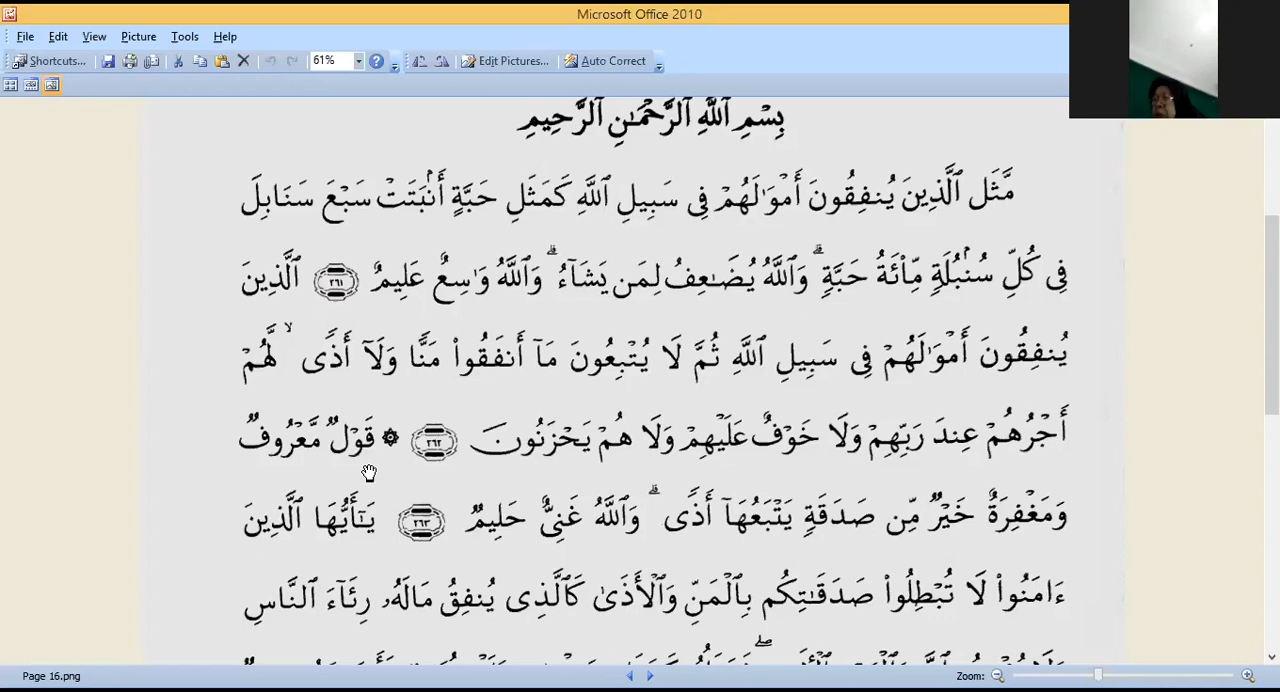 Microsoft Office 2010
File Edit View Picture Tools Help
Shortcuts... 61% Edit Pictures... Auto Correct
بِسْمِ ٱللَّهِ ٱلرَّحْمَٰنِ ٱلرَّحِيمِ
مَّثَلُ ٱلَّذِينَ يُنفِقُونَ أَمْوَٰلَهُمْ فِى سَبِيلِ ٱللَّهِ كَمَثَلِ حَبَّةٍ أَنۢبَتَتْ سَبْعَ سَنَابِلَ
فِى كُلِّ سُنۢبُلَةٍ مِّا۟ئَةُ حَبَّةٍ ۗ وَٱللَّهُ يُضَٰعِفُ لِمَن يَشَآءُ ۗ وَٱللَّهُ وَٰسِعٌ عَلِيمٌ ٢٦١ ٱلَّذِينَ
يُنفِقُونَ أَمْوَٰلَهُمْ فِى سَبِيلِ ٱللَّهِ ثُمَّ لَا يُتْبِعُونَ مَآ أَنفَقُوا۟ مَنًّا وَلَآ أَذًى ۙ لَّهُمْ
أَجْرُهُمْ عِندَ رَبِّهِمْ وَلَا خَوْفٌ عَلَيْهِمْ وَلَا هُمْ يَحْزَنُونَ ٢٦٢ ۞ قَوْلٌ مَّعْرُوفٌ
وَمَغْفِرَةٌ خَيْرٌ مِّن صَدَقَةٍ يَتْبَعُهَآ أَذًى ۗ وَٱللَّهُ غَنِىٌّ حَلِيمٌ ٢٦٣ يَٰٓأَيُّهَا ٱلَّذِينَ
ءَامَنُوا۟ لَا تُبْطِلُوا۟ صَدَقَٰتِكُم بِٱلْمَنِّ وَٱلْأَذَىٰ كَٱلَّذِى يُنفِقُ مَالَهُۥ رِئَآءَ ٱلنَّاسِ
Page 16.png Zoom: